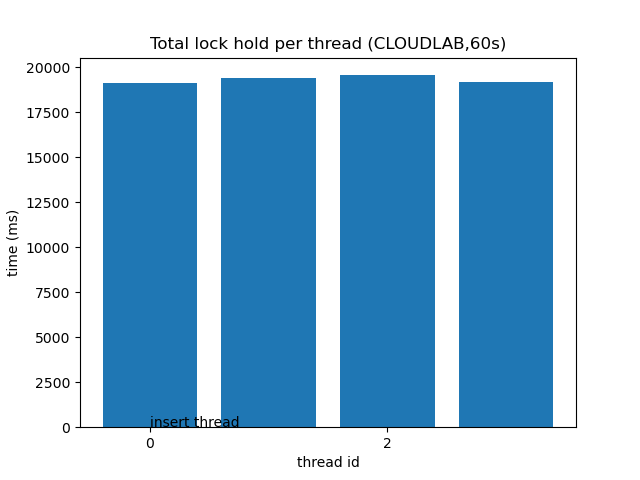 Total lock hold per thread (CLOUDLAB,60s)
20000
17500
15000
12500
10000
7500
5000
2500
0
time (ms)
insert thread
0
2
thread id